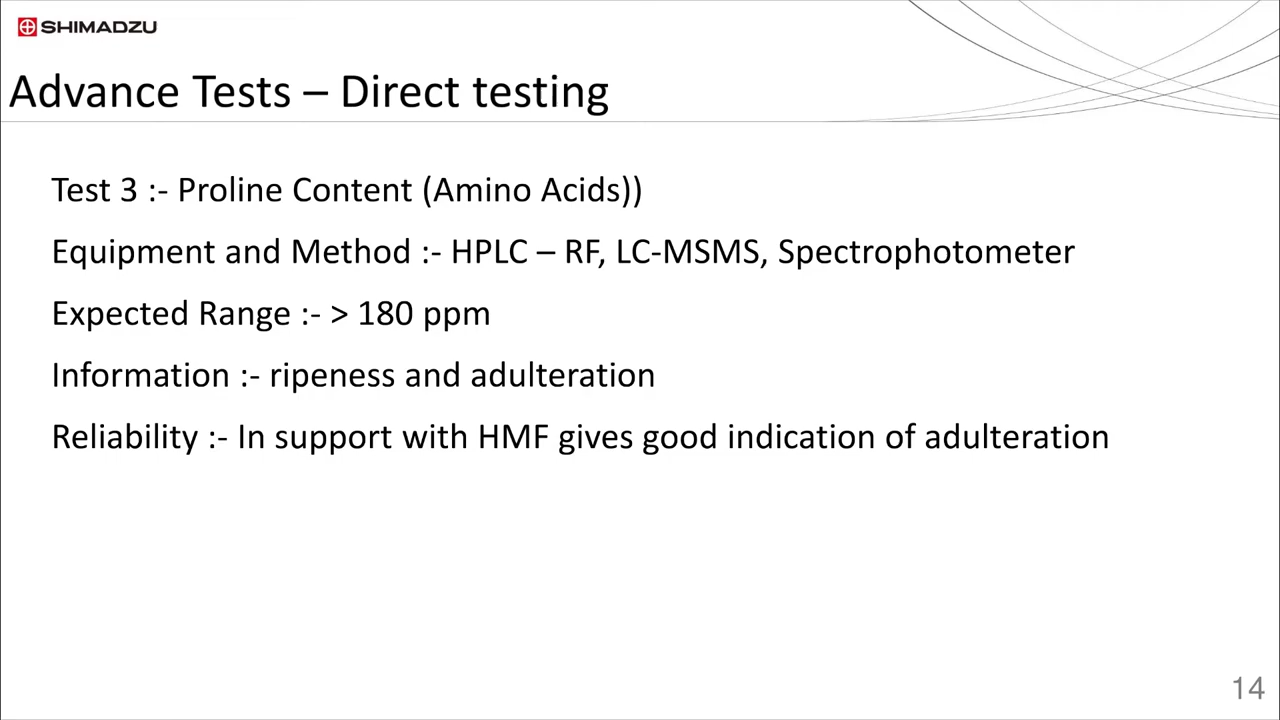 SHIMADZU
Advance Tests – Direct testing
Test 3 :- Proline Content (Amino Acids))
Equipment and Method :- HPLC – RF, LC-MSMS, Spectrophotometer
Expected Range :- > 180 ppm
Information :- ripeness and adulteration
Reliability :- In support with HMF gives good indication of adulteration
14